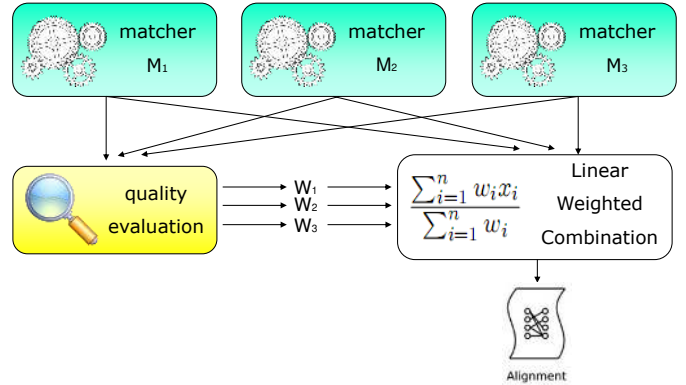 matcher
M1
matcher
M2
matcher
M3
quality
evaluation
W1
W2
W3
\frac{\sum_{i=1}^{n} w_i x_i}{\sum_{i=1}^{n} w_i}
Linear
Weighted
Combination
Alignment